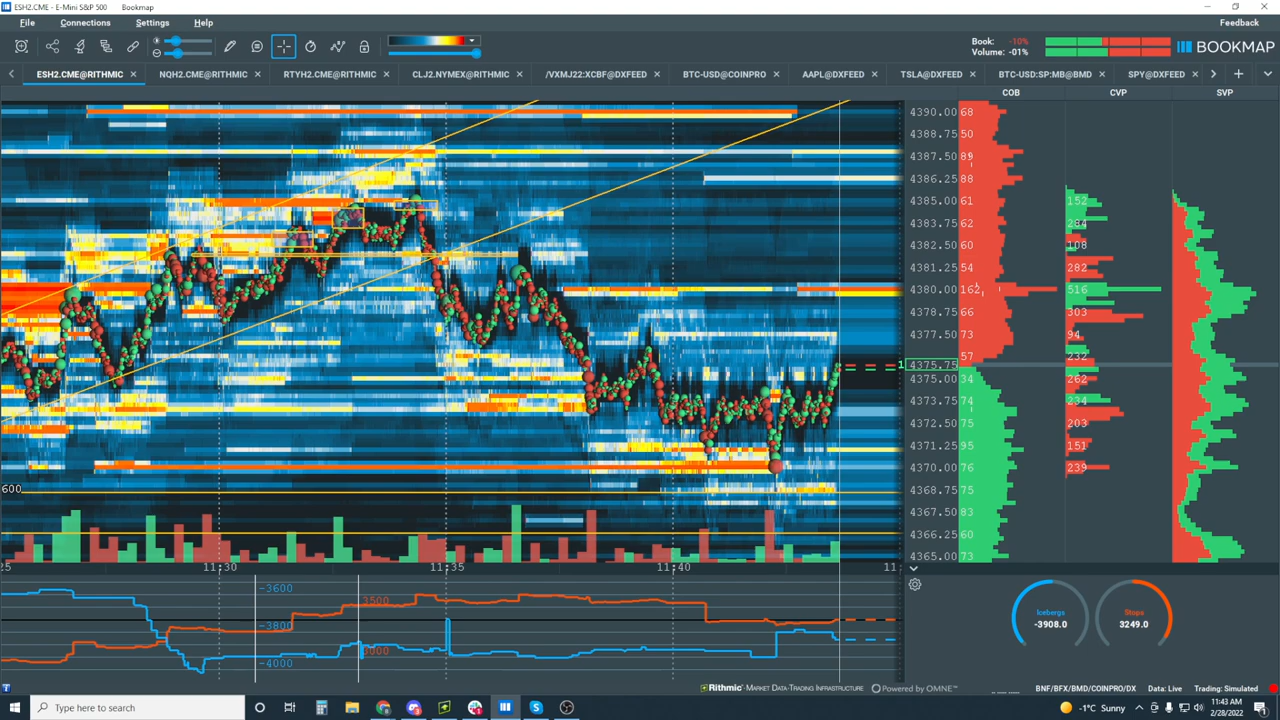 ESH2.CME - E-Mini S&P 500 Bookmap
File Connections Settings Help Feedback
Book: -10%
Volume: -01%
BOOKMAP
ESH2.CME@RITHMIC NQH2.CME@RITHMIC RTYH2.CME@RITHMIC CLJ2.NYMEX@RITHMIC /VXMJ22:XCBF@DXFEED BTC-USD@COINPRO AAPL@DXFEED TSLA@DXFEED BTC-USD:SP:MB@BMD SPY@DXFEED
COB CVP SVP
4390.00 68
4388.75 50
4387.50 89
4386.25 88
4385.00 61 152
4383.75 72 284
4382.50 60 108
4381.25 54 282
4380.00 162 516
4378.75 66 303
4377.50 73 94
57 232
1 4375.75
4375.00 34 262
4373.75 74 234
4372.50 75 203
4371.25 95 151
4370.00 76 239
600
4368.75 75
4367.50 83
4366.25 60
4365.00 73
25 11:30 11:35 11:40 11:
-3600 3500
-3800
-4000 3000
Icebergs Stops
-3908.0 3249.0
Rithmic - MARKET DATA-TRADING INFRASTRUCTURE Powered by OMNE™ BNF/BFX/BMD/COINPRO/DX Data: Live Trading: Simulated
Type here to search
-1°C Sunny
11:43 AM
2/28/2022